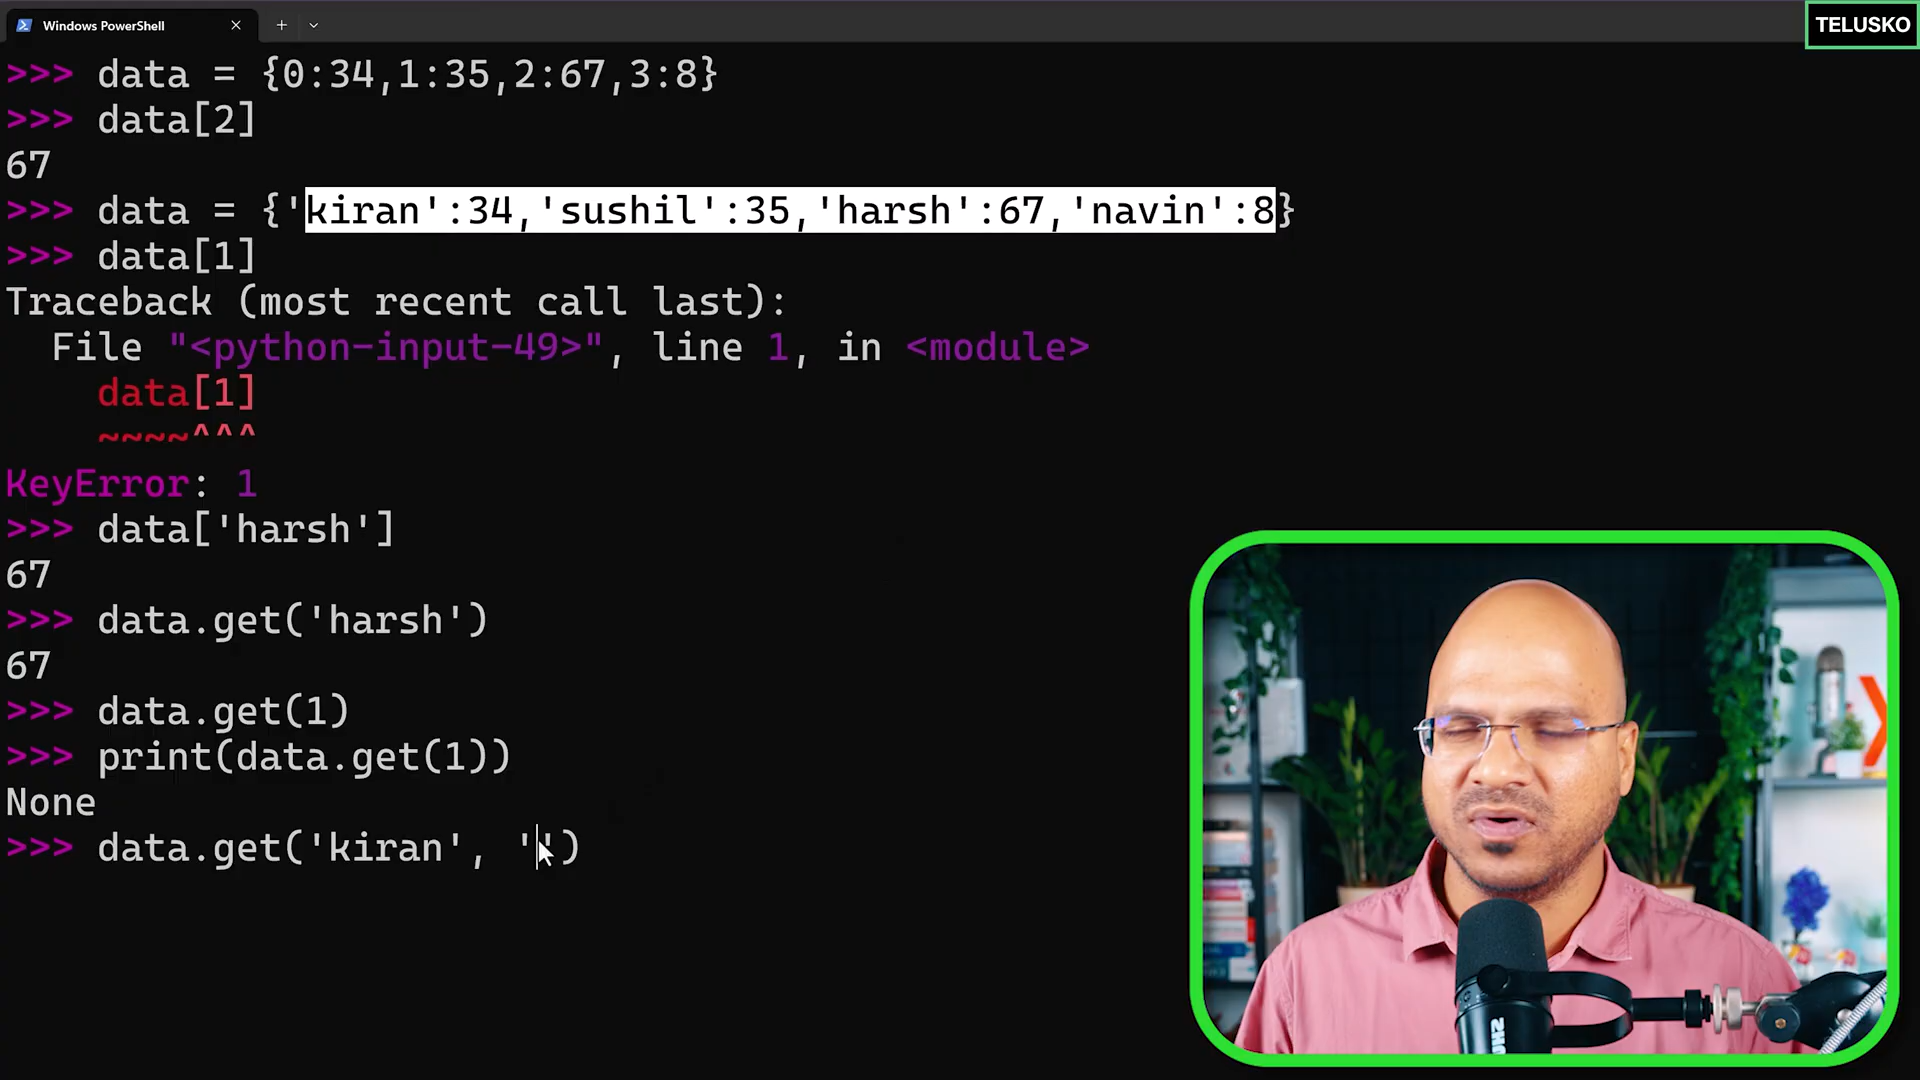 Windows PowerShell
TELUSKO
>>> data = {0:34,1:35,2:67,3:8}
>>> data[2]
67
>>> data = {'kiran':34,'sushil':35,'harsh':67,'navin':8}
>>> data[1]
Traceback (most recent call last):
  File "<python-input-49>", line 1, in <module>
    data[1]
    ~~~~^^^
KeyError: 1
>>> data['harsh']
67
>>> data.get('harsh')
67
>>> data.get(1)
>>> print(data.get(1))
None
>>> data.get('kiran', '')